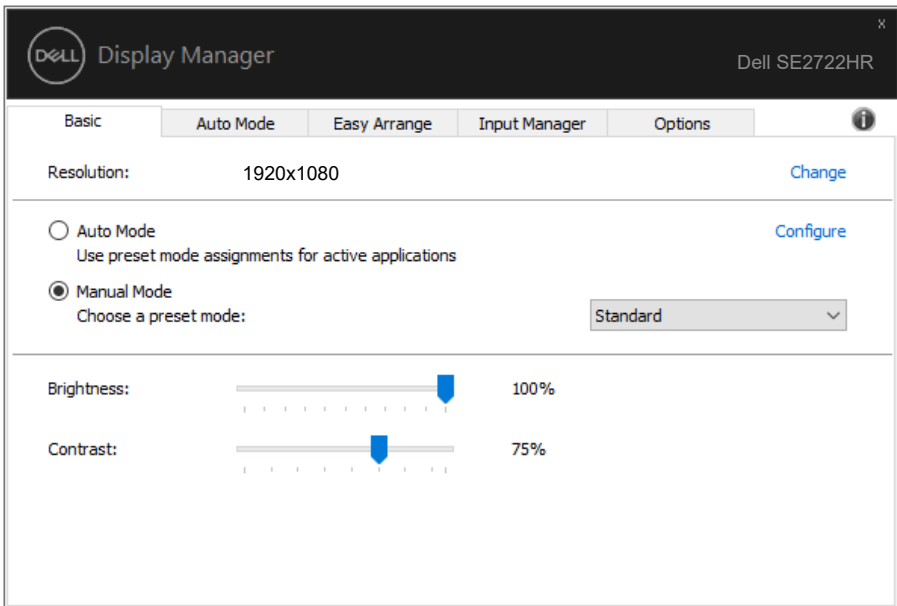 x
DELL Display Manager
Dell SE2722HR
Basic Auto Mode Easy Arrange Input Manager Options i
Resolution: 1920x1080 Change
Auto Mode Configure
Use preset mode assignments for active applications
Manual Mode
Choose a preset mode: Standard
Brightness: 100%
Contrast: 75%